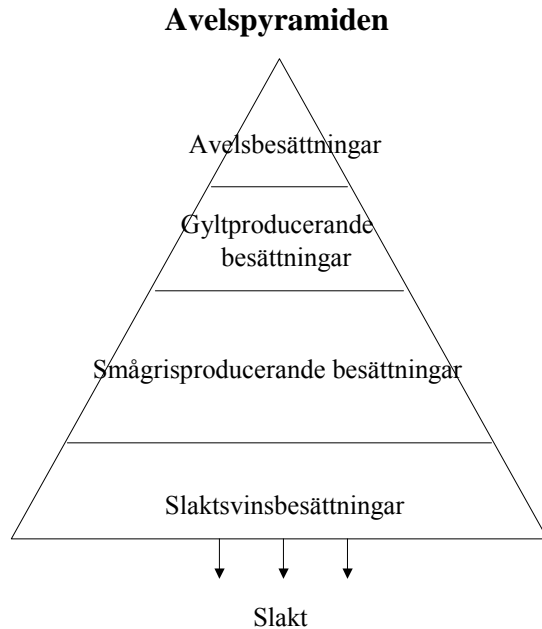 Avelspyramiden
Avelsbesättningar
Gyltproducerande
besättningar
Smågrisproducerande besättningar
Slaktsvinsbesättningar
Slakt